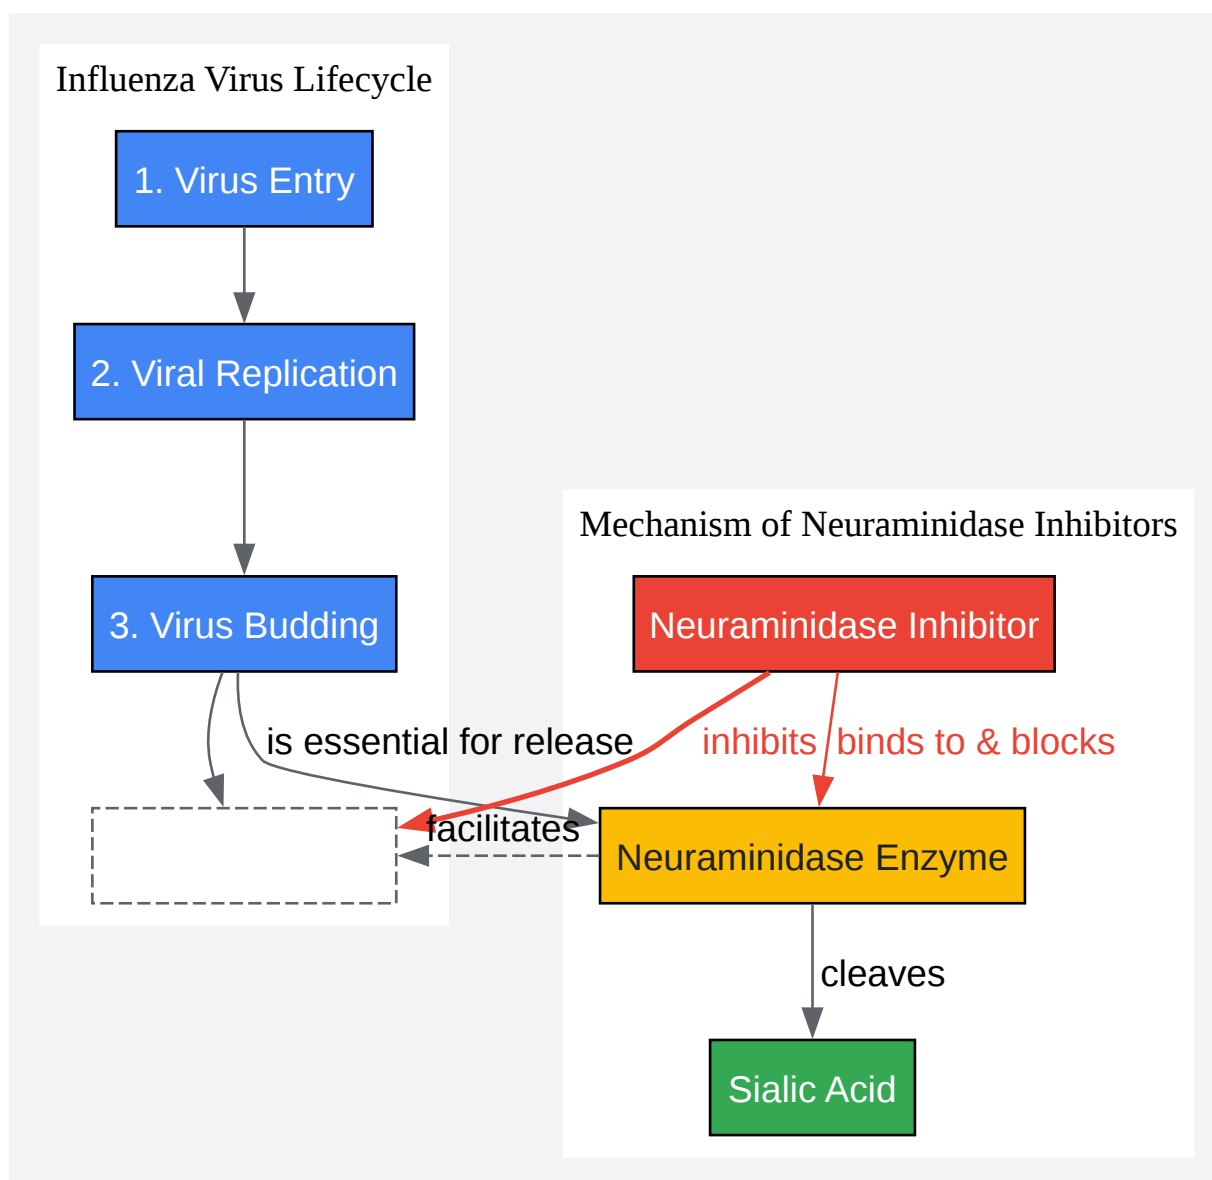 Influenza Virus Lifecycle
1. Virus Entry
2. Viral Replication
Mechanism of Neuraminidase Inhibitors
3. Virus Budding
Neuraminidase Inhibitor
is essential for release
inhibits
binds to & blocks
facilitates
Neuraminidase Enzyme
cleaves
Sialic Acid